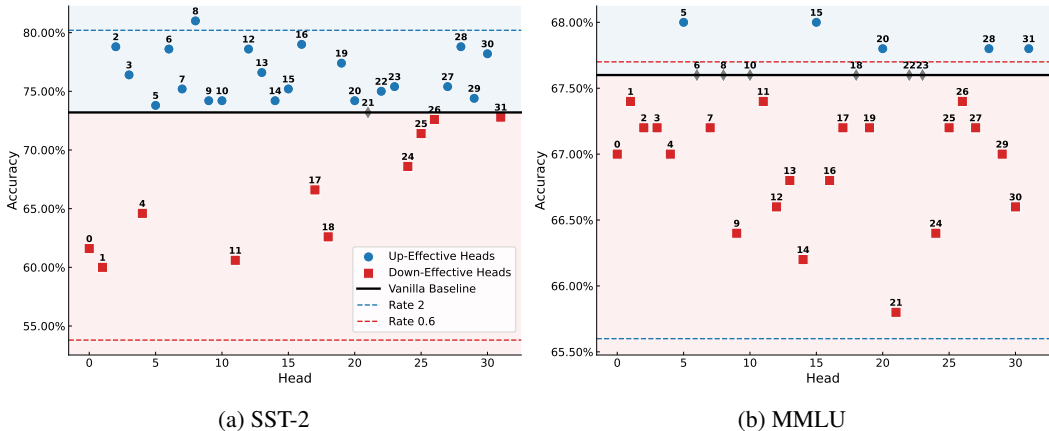 80.00%
75.00%
70.00%
65.00%
60.00%
55.00%
Accuracy
0 1 2 3 4 5 6 7 8 9 10 11 12 13 14 15 16 17 18 19 20 21 22 23 24 25 26 27 28 29 30 31
Up-Effective Heads
Down-Effective Heads
Vanilla Baseline
Rate 2
Rate 0.6
0 5 10 15 20 25 30
Head
(a) SST-2
68.00%
67.50%
67.00%
66.50%
66.00%
65.50%
Accuracy
0 1 2 3 4 5 6 7 8 9 10 11 12 13 14 15 16 17 18 19 20 21 22 23 24 25 26 27 28 29 30 31
0 5 10 15 20 25 30
Head
(b) MMLU